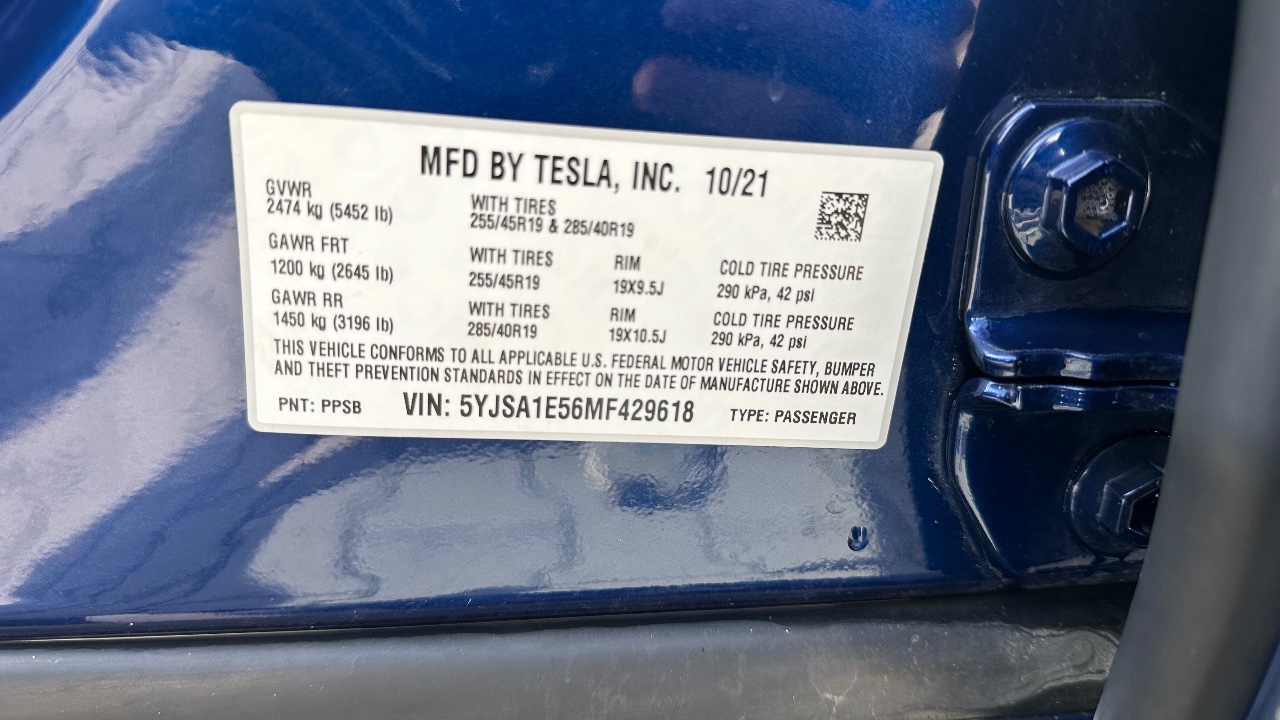 MFD BY TESLA, INC. 10/21
GVWR
2474 kg (5452 lb)
WITH TIRES
255/45R19 & 285/40R19
GAWR FRT
1200 kg (2645 lb)
WITH TIRES
255/45R19
RIM
19X9.5J
COLD TIRE PRESSURE
290 kPa, 42 psi
GAWR RR
1450 kg (3196 lb)
WITH TIRES
285/40R19
RIM
19X10.5J
COLD TIRE PRESSURE
290 kPa, 42 psi
THIS VEHICLE CONFORMS TO ALL APPLICABLE U.S. FEDERAL MOTOR VEHICLE SAFETY, BUMPER
AND THEFT PREVENTION STANDARDS IN EFFECT ON THE DATE OF MANUFACTURE SHOWN ABOVE.
PNT: PPSB VIN: 5YJSA1E56MF429618 TYPE: PASSENGER